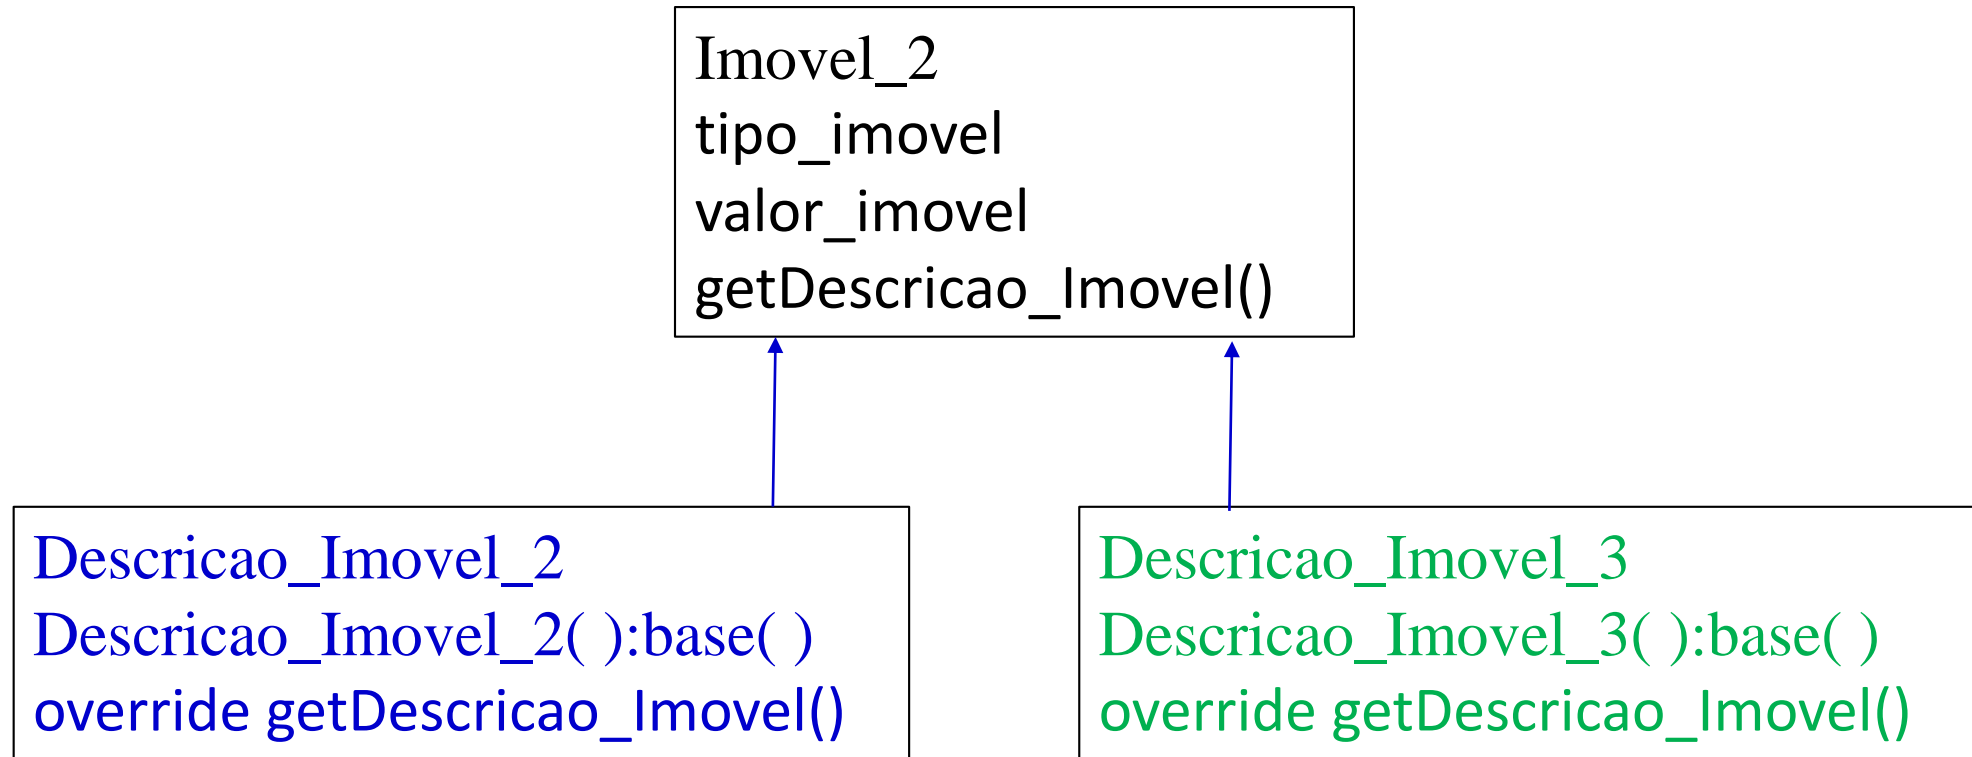 Imovel_2
tipo_imovel
valor_imovel
getDescricao_Imovel()
Descricao_Imovel_2
Descricao_Imovel_2( ):base( )
override getDescricao_Imovel()
Descricao_Imovel_3
Descricao_Imovel_3( ):base( )
override getDescricao_Imovel()